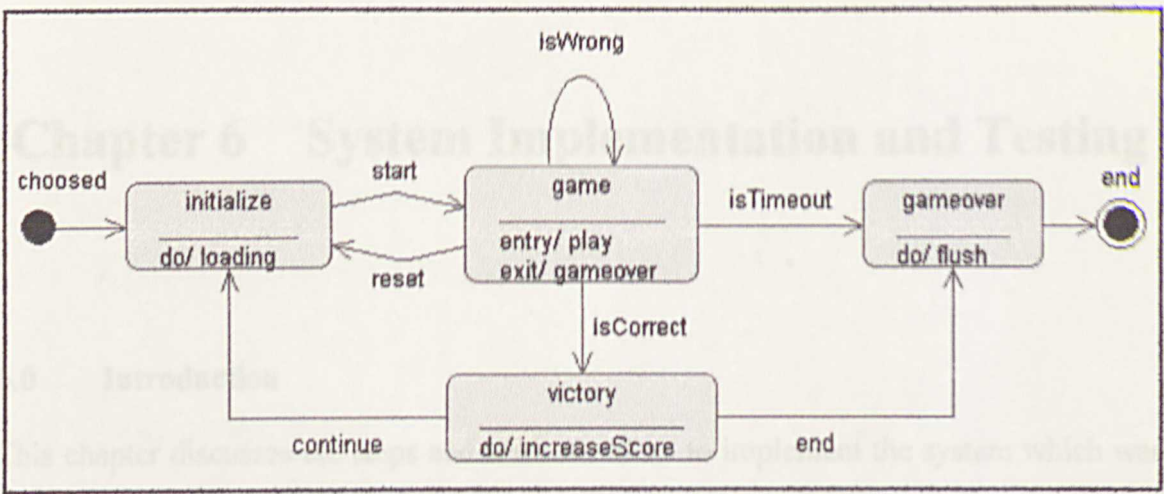 isWrong
Chapter 6 System Implementation and Testing
choosed
start
game
isTimeout
end
initialize
gameover
entry/ play
do/ loading
reset
exit/ gameover
do/ flush
isCorrect
Introduction
victory
continue
do/ increaseScore
end
his chapter discusses implement the system which